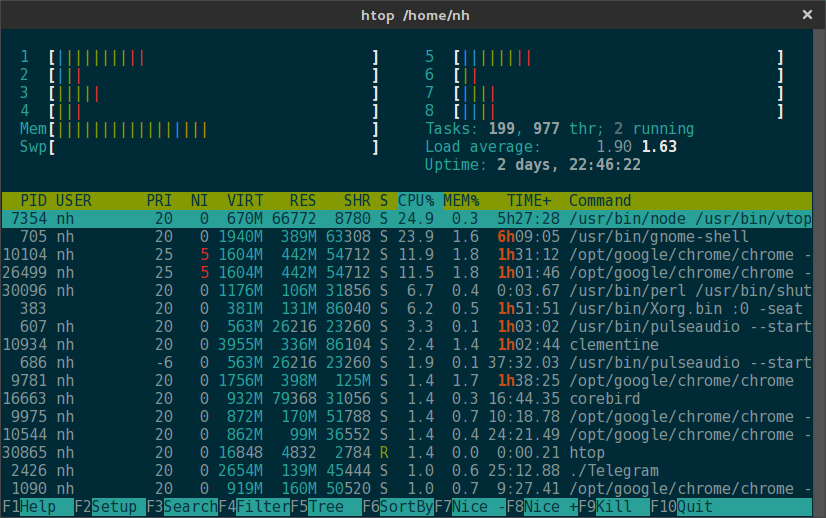 htop /home/nh
1 [||||||||||] 5 [|||||||||]
2 [|||] 6 [||]
3 [|||||] 7 [|||||]
4 [|||] 8 [|||||]
Mem[|||||||||||||||||] Tasks: 199, 977 thr; 2 running
Swp[ ] Load average: 1.90 1.63
Uptime: 2 days, 22:46:22
PID USER PRI NI VIRT RES SHR S CPU% MEM% TIME+ Command
7354 nh 20 0 670M 66772 8780 S 24.9 0.3 5h27:28 /usr/bin/node /usr/bin/vtop
705 nh 20 0 1940M 389M 63308 S 23.9 1.6 6h09:05 /usr/bin/gnome-shell
10104 nh 25 5 1604M 442M 54712 S 11.9 1.8 1h31:12 /opt/google/chrome/chrome -
26499 nh 25 5 1604M 442M 54712 S 11.5 1.8 1h01:46 /opt/google/chrome/chrome -
30096 nh 20 0 1176M 106M 31856 S 6.7 0.4 0:03.67 /usr/bin/perl /usr/bin/shut
383 20 0 381M 131M 86040 S 6.2 0.5 1h51:51 /usr/bin/Xorg.bin :0 -seat
607 nh 20 0 563M 26216 23260 S 3.3 0.1 1h03:02 /usr/bin/pulseaudio --start
10934 nh 20 0 3955M 336M 86104 S 2.4 1.4 1h02:44 clementine
686 nh -6 0 563M 26216 23260 S 1.9 0.1 37:32.03 /usr/bin/pulseaudio --start
9781 nh 20 0 1756M 398M 125M S 1.4 1.7 1h38:25 /opt/google/chrome/chrome
16663 nh 20 0 932M 79368 31056 S 1.4 0.3 16:44.35 corebird
9975 nh 20 0 872M 170M 51788 S 1.4 0.7 10:18.78 /opt/google/chrome/chrome -
10544 nh 20 0 862M 99M 36552 S 1.4 0.4 24:21.49 /opt/google/chrome/chrome -
30865 nh 20 0 16848 4832 2784 R 1.4 0.0 0:00.21 htop
2426 nh 20 0 2654M 139M 45444 S 1.0 0.6 25:12.88 ./Telegram
1090 nh 20 0 919M 160M 50520 S 1.0 0.7 9:27.41 /opt/google/chrome/chrome -
F1Help F2Setup F3SearchF4FilterF5Tree F6SortByF7Nice -F8Nice +F9Kill F10Quit